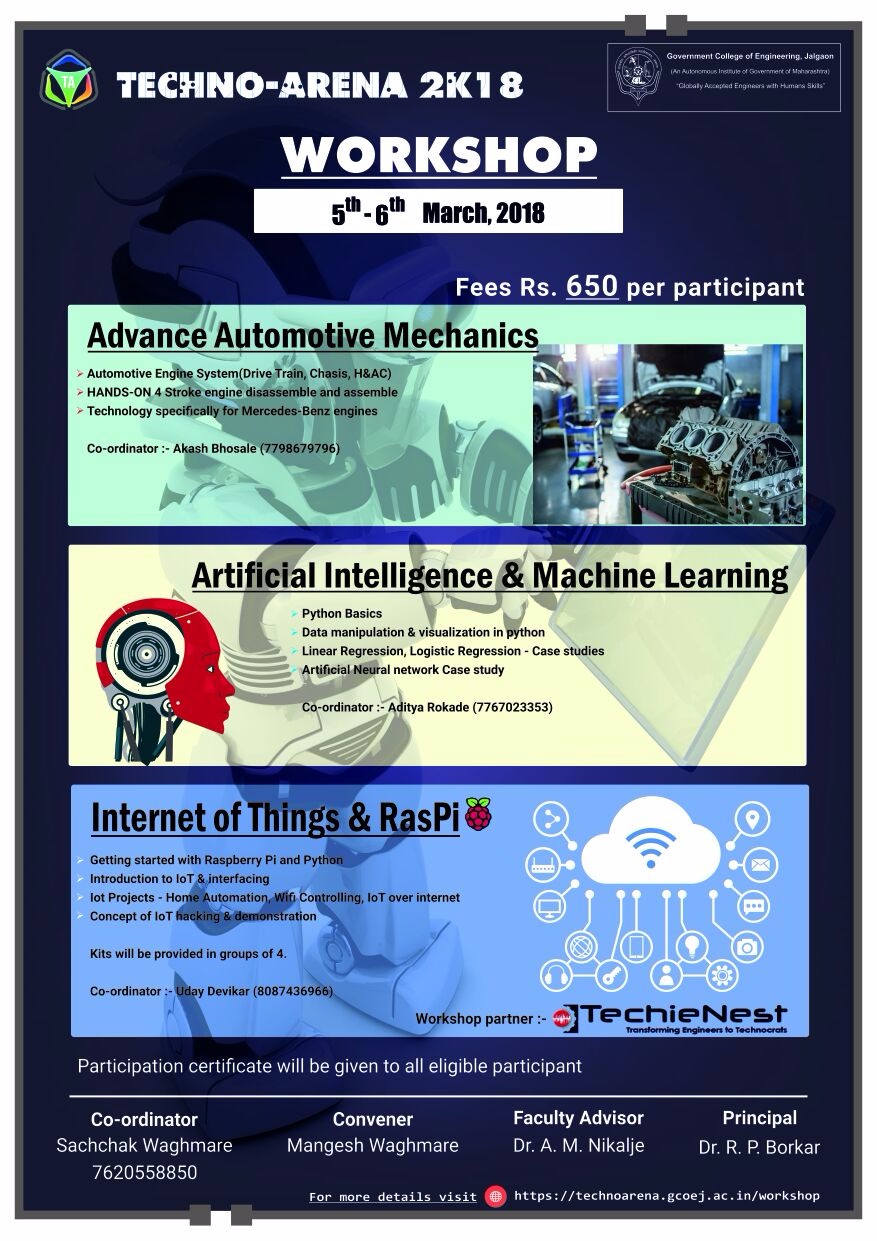 TA
TECHNO-ARENA 2K18
Government College of Engineering, Jalgaon
(An Autonomous Institute of Government of Maharashtra)
"Globally Accepted Engineers with Humans Skills"
WORKSHOP
5th - 6th March, 2018
Fees Rs. 650 per participant
Advance Automotive Mechanics
Automotive Engine System(Drive Train, Chasis, H&AC)
HANDS-ON 4 Stroke engine disassemble and assemble
Technology specifically for Mercedes-Benz engines
Co-ordinator :- Akash Bhosale (7798679796)
Artificial Intelligence & Machine Learning
Python Basics
Data manipulation & visualization in python
Linear Regression, Logistic Regression - Case studies
Artificial Neural network Case study
Co-ordinator :- Aditya Rokade (7767023353)
Internet of Things & RasPi
Getting started with Raspberry Pi and Python
Introduction to IoT & interfacing
Iot Projects - Home Automation, Wifi Controlling, IoT over internet
Concept of IoT hacking & demonstration
Kits will be provided in groups of 4.
Co-ordinator :- Uday Devikar (8087436966)
Workshop partner :- TechieNest
Transforming Engineers to Technocrats
Participation certificate will be given to all eligible participant
Co-ordinator Convener Faculty Advisor Principal
Sachchak Waghmare Mangesh Waghmare Dr. A. M. Nikalje Dr. R. P. Borkar
7620558850
For more details visit https://technoarena.gcoej.ac.in/workshop